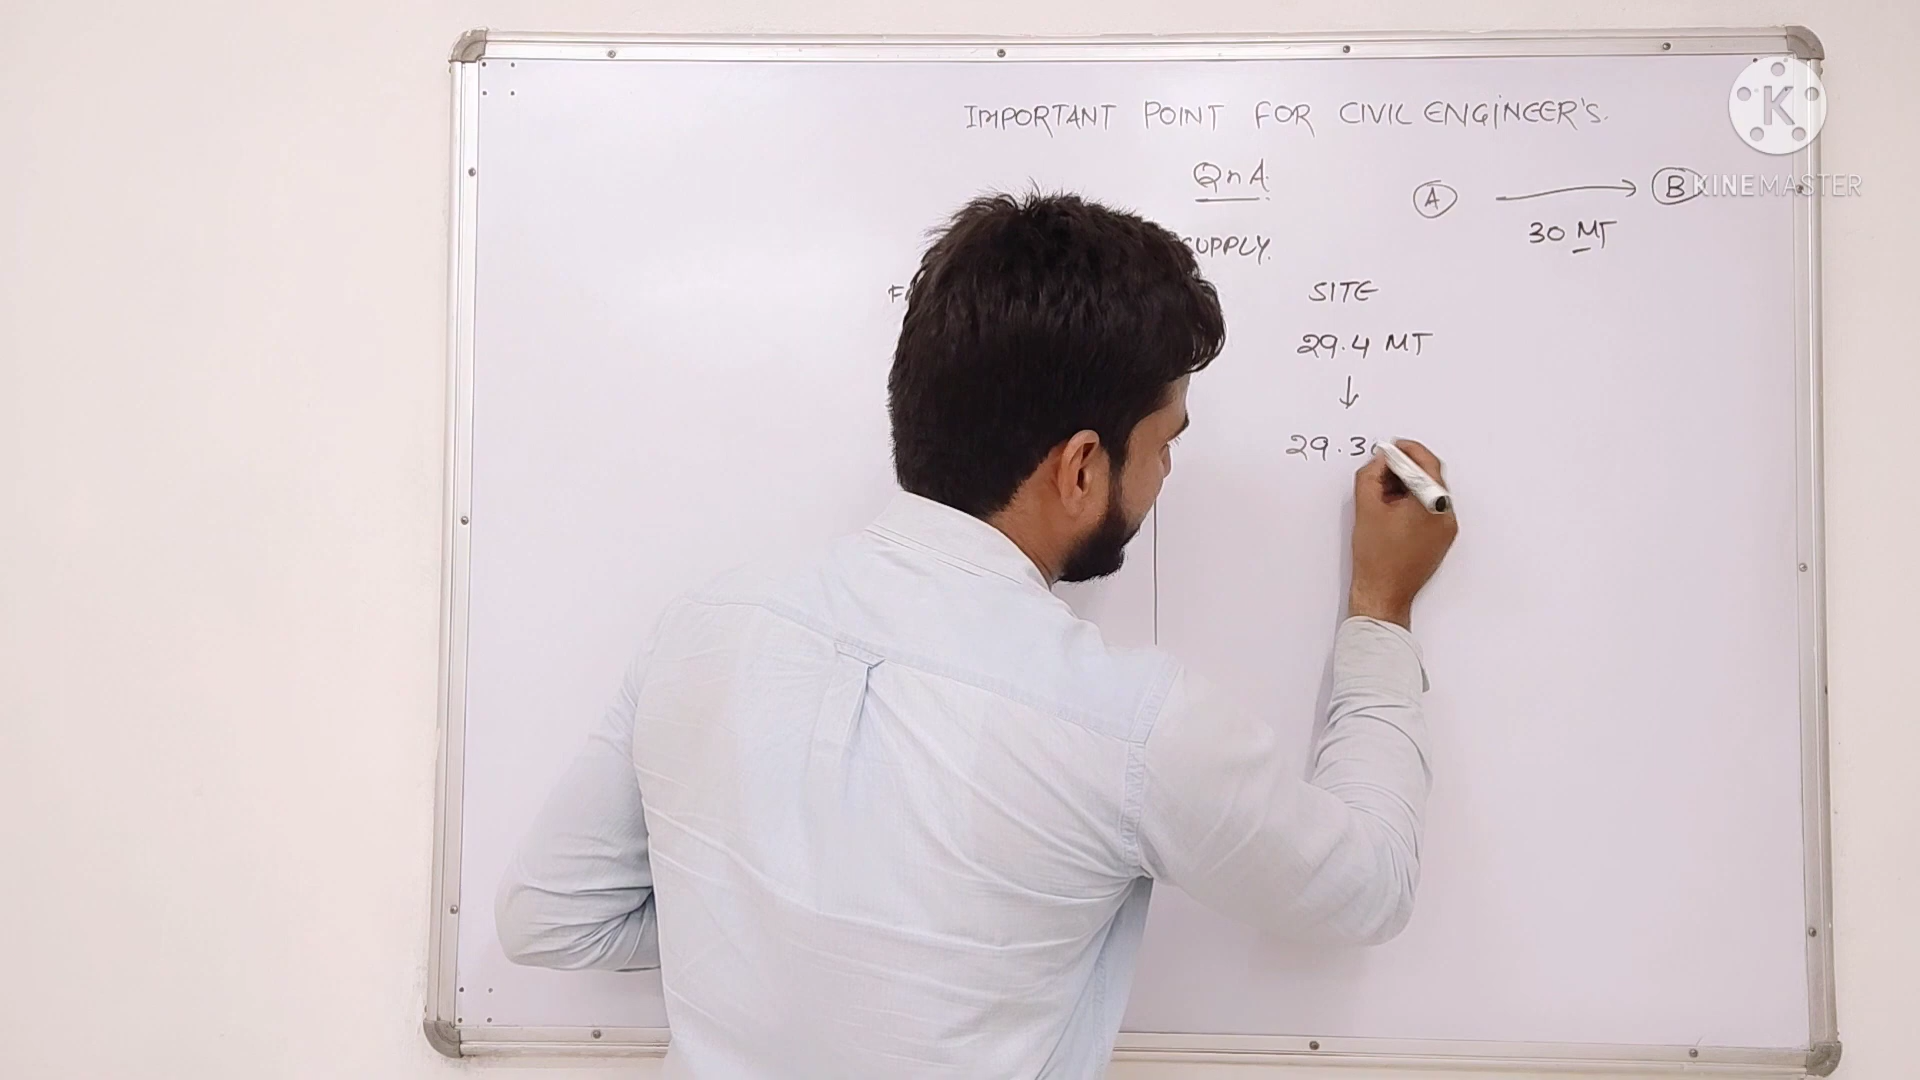 IMPORTANT POINT FOR CIVIL ENGINEER'S.
QnA.
A → B
KINEMASTER
30 MT
SUPPLY.
SITE
29.4 MT
↓
29.3